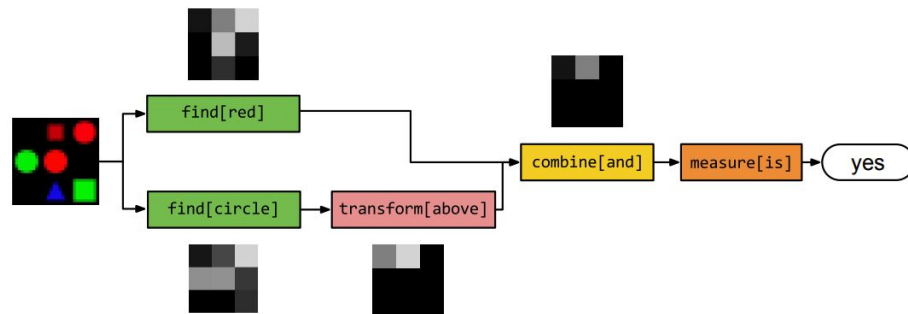 find[red]
combine[and]
measure[is]
yes
find[circle]
transform[above]